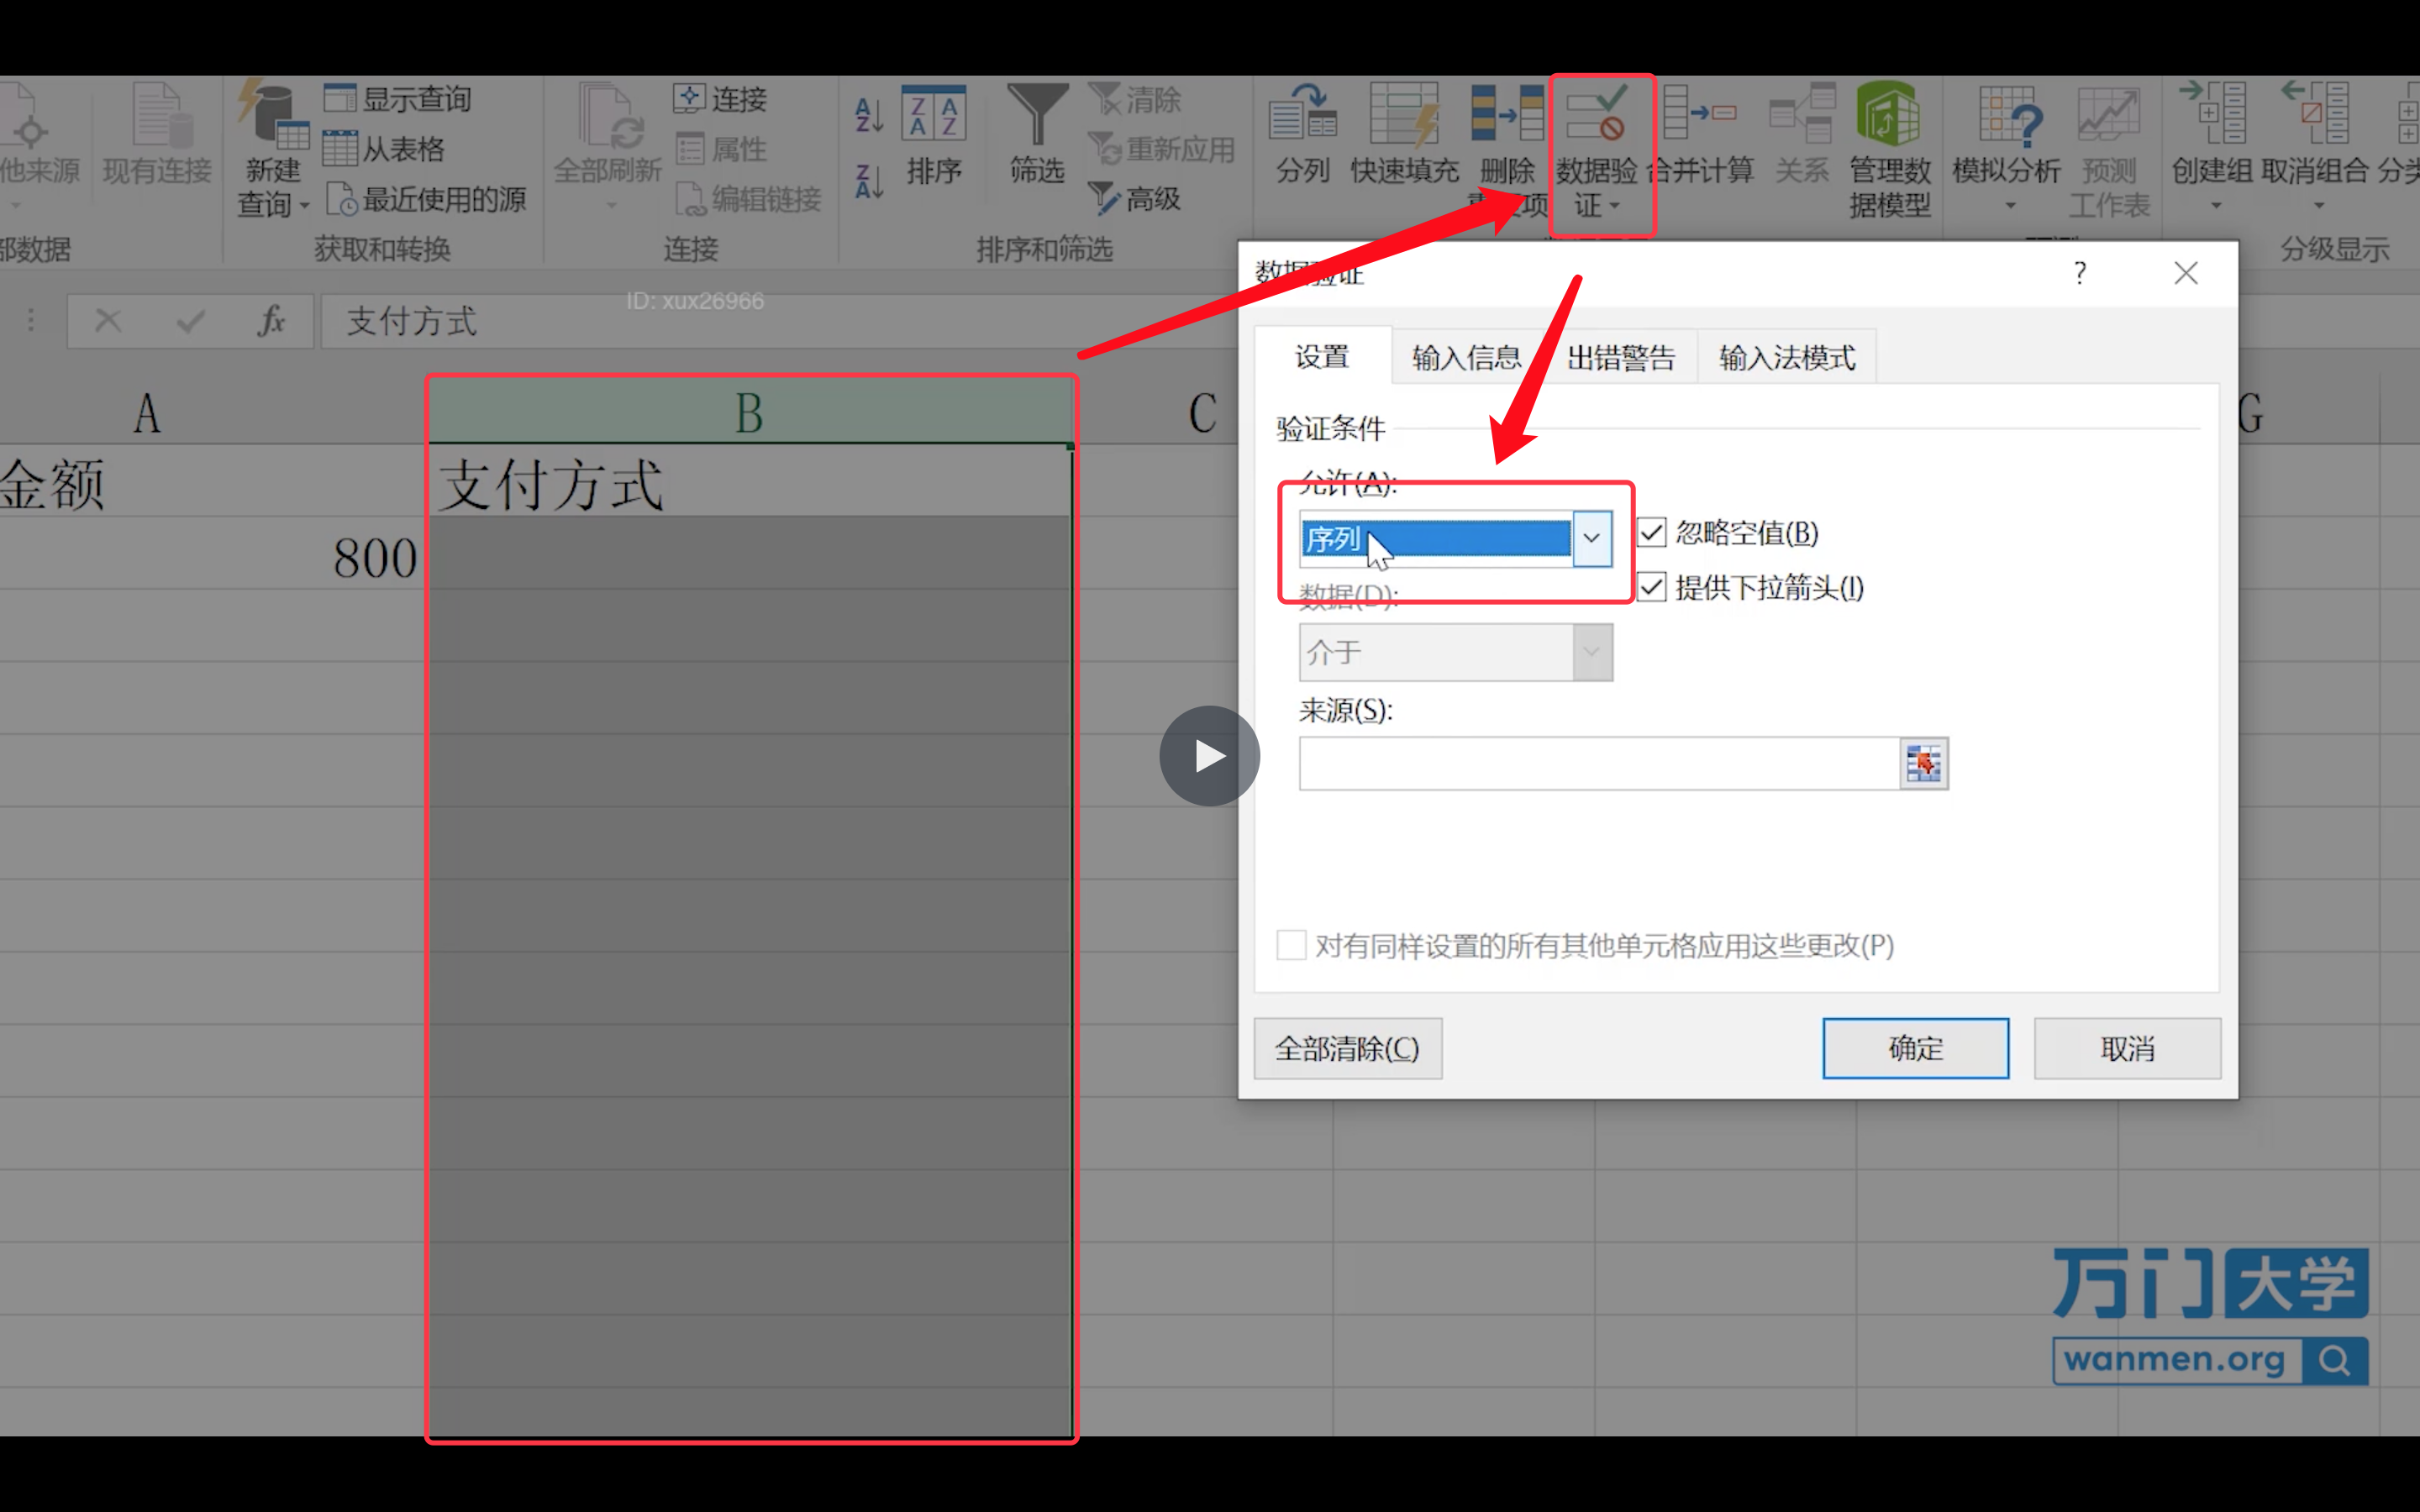 显示查询
连接
清除
他来源
现有连接
新建
查询
从表格
最近使用的源
全部刷新
属性
编辑链接
排序
筛选
重新应用
高级
分列
快速填充
删除
数据验
证
合并计算
关系
管理数
据模型
模拟分析
预测
工作表
创建组
取消组合
分类
部数据
获取和转换
连接
排序和筛选
分级显示
fx
支付方式
ID: xux26966
数据验证
?
设置
输入信息
出错警告
输入法模式
A
B
C
G
验证条件
允许(A):
序列
忽略空值(B)
数据(D):
提供下拉箭头(I)
介于
来源(S):
金额
支付方式
800
对有同样设置的所有其他单元格应用这些更改(P)
全部清除(C)
确定
取消
万门大学
wanmen.org